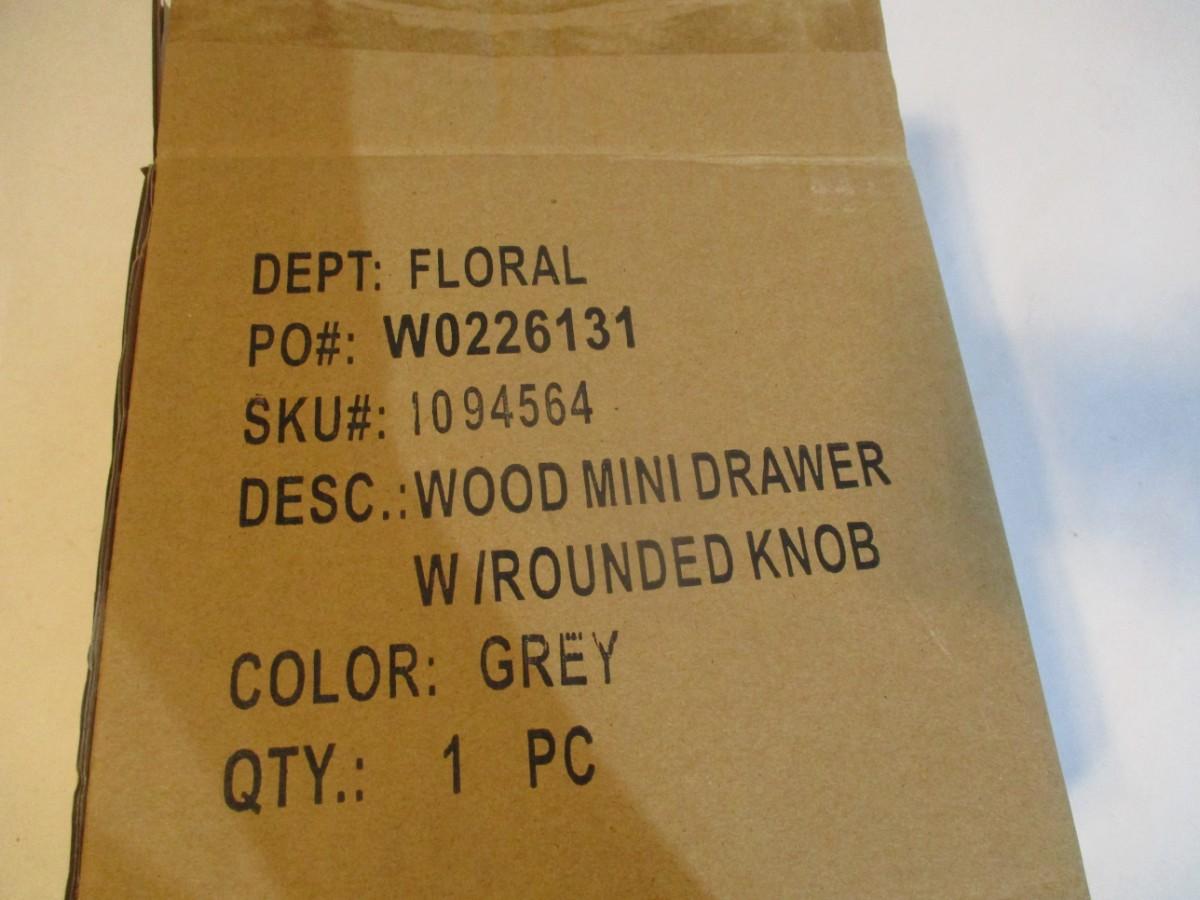 DEPT: FLORAL
PO#: W0226131
SKU#: 1094564
DESC.: WOOD MINI DRAWER
W/ROUNDED KNOB
COLOR: GREY
QTY.: 1 PC